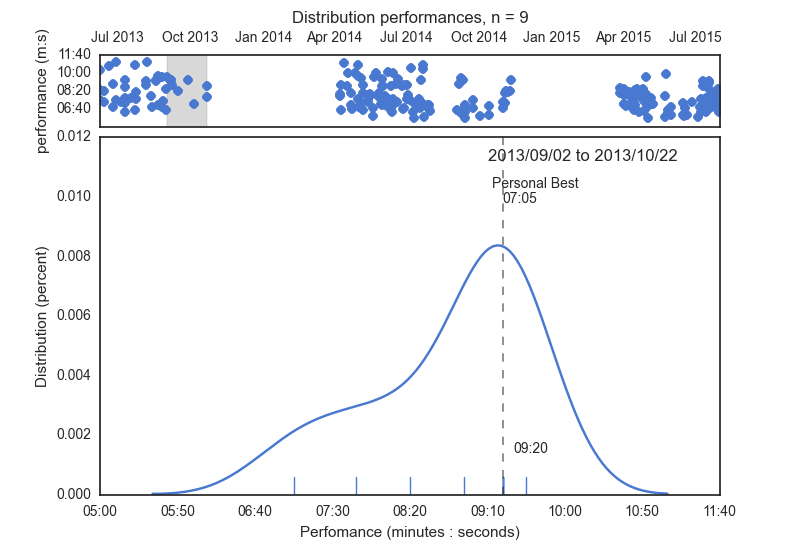 Distribution performances, n = 9
Jul 2013 Oct 2013 Jan 2014 Apr 2014 Jul 2014 Oct 2014 Jan 2015 Apr 2015 Jul 2015
performance (m:s)
11:40
10:00
08:20
06:40
Distribution (percent)
0.012
0.010
0.008
0.006
0.004
0.002
0.000
2013/09/02 to 2013/10/22
Personal Best
07:05
09:20
05:00 05:50 06:40 07:30 08:20 09:10 10:00 10:50 11:40
Perfomance (minutes : seconds)